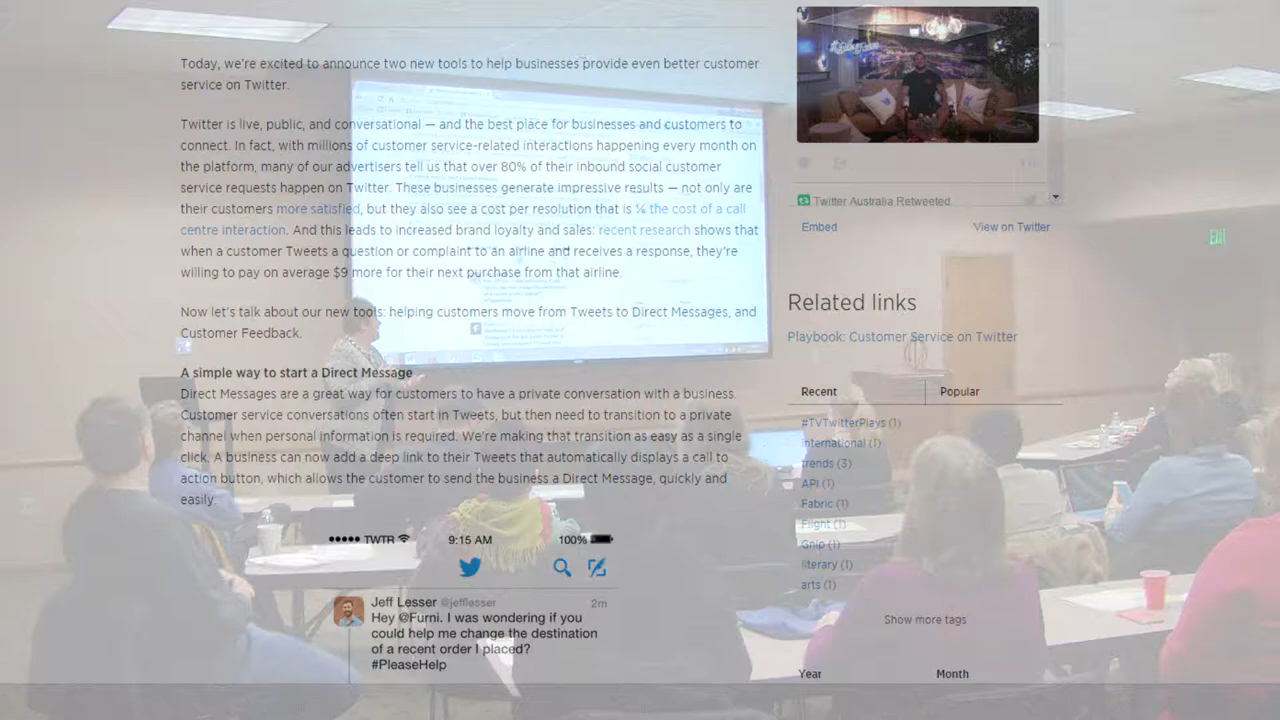 Today, we're excited to announce two new tools to help businesses provide even better customer
service on Twitter.
Twitter is live, public, and conversational — and the best place for businesses and customers to
connect. In fact, with millions of customer service-related interactions happening every month on
the platform, many of our advertisers tell us that over 80% of their inbound social customer
service requests happen on Twitter. These businesses generate impressive results — not only are
their customers more satisfied, but they also see a cost per resolution that is ⅙ the cost of a call
centre interaction. And this leads to increased brand loyalty and sales: recent research shows that
when a customer Tweets a question or complaint to an airline and receives a response, they're
willing to pay on average $9 more for their next purchase from that airline.
Now let's talk about our new tools: helping customers move from Tweets to Direct Messages, and
Customer Feedback.
A simple way to start a Direct Message
Direct Messages are a great way for customers to have a private conversation with a business.
Customer service conversations often start in Tweets, but then need to transition to a private
channel when personal information is required. We're making that transition as easy as a single
click. A business can now add a deep link to their Tweets that automatically displays a call to
action button, which allows the customer to send the business a Direct Message, quickly and
easily.
TWTR 9:15 AM 100%
Jeff Lesser @jefflesser 2m
Hey @Furni. I was wondering if you
could help me change the destination
of a recent order I placed?
#PleaseHelp
Twitter Australia Retweeted
Embed View on Twitter
Related links
Playbook: Customer Service on Twitter
Recent Popular
#TVTwitterPlays (1)
international (1)
trends (3)
API (1)
Fabric (1)
Flight (1)
Gnip (1)
literary (1)
arts (1)
Show more tags
Year Month
EXIT